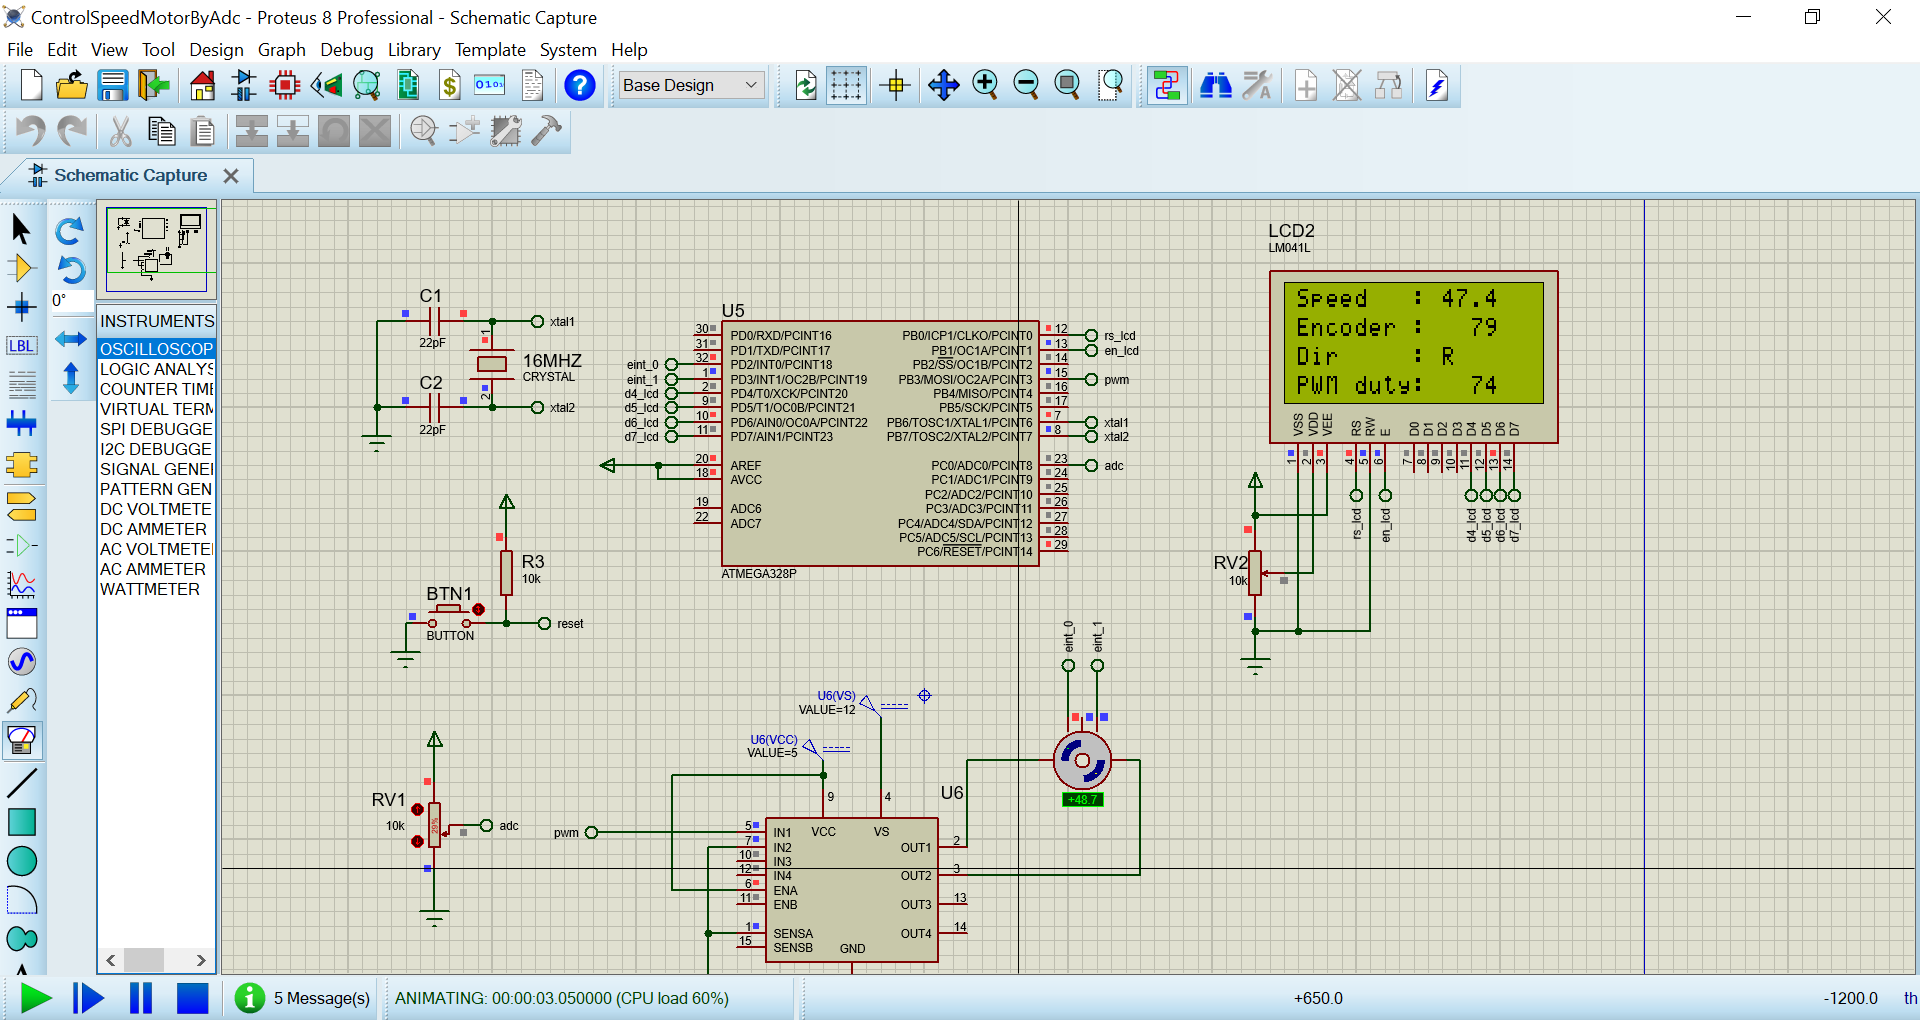 ControlSpeedMotorByAdc - Proteus 8 Professional - Schematic Capture
File Edit View Tool Design Graph Debug Library Template System Help
Base Design
Schematic Capture
0°
LBL
INSTRUMENTS
OSCILLOSCOP
LOGIC ANALYS
COUNTER TIME
VIRTUAL TERM
SPI DEBUGGE
I2C DEBUGGE
SIGNAL GENEI
PATTERN GEN
DC VOLTMETE
DC AMMETER
AC VOLTMETEI
AC AMMETER
WATTMETER
C1
22pF
xtal1
1
16MHZ
CRYSTAL
2
C2
22pF
xtal2
R3
10k
BTN1
BUTTON
reset
U5
30 PD0/RXD/PCINT16
31 PD1/TXD/PCINT17
eint_0 32 PD2/INT0/PCINT18
eint_1 1 PD3/INT1/OC2B/PCINT19
d4_lcd 2 PD4/T0/XCK/PCINT20
d5_lcd 9 PD5/T1/OC0B/PCINT21
d6_lcd 10 PD6/AIN0/OC0A/PCINT22
d7_lcd 11 PD7/AIN1/PCINT23
20 AREF
18 AVCC
19 ADC6
22 ADC7
PB0/ICP1/CLKO/PCINT0 12 rs_lcd
PB1/OC1A/PCINT1 13 en_lcd
PB2/SS/OC1B/PCINT2 14
PB3/MOSI/OC2A/PCINT3 15 pwm
PB4/MISO/PCINT4 16
PB5/SCK/PCINT5 17
PB6/TOSC1/XTAL1/PCINT6 7 xtal1
PB7/TOSC2/XTAL2/PCINT7 8 xtal2
PC0/ADC0/PCINT8 23 adc
PC1/ADC1/PCINT9 24
PC2/ADC2/PCINT10 25
PC3/ADC3/PCINT11 26
PC4/ADC4/SDA/PCINT12 27
PC5/ADC5/SCL/PCINT13 28
PC6/RESET/PCINT14 29
ATMEGA328P
LCD2
LM041L
Speed : 47.4
Encoder : 79
Dir : R
PWM duty: 74
VSS VDD VEE RS RW E D0 D1 D2 D3 D4 D5 D6 D7
1 2 3 4 5 6 7 8 9 10 11 12 13 14
rs_lcd en_lcd d4_lcd d5_lcd d6_lcd d7_lcd
RV2
10k
eint_0 eint_1
+48.7
U6(VS)
VALUE=12
U6(VCC)
VALUE=5
RV1
10k
29%
adc
U6
9 4
VCC VS
pwm 5 IN1
7 IN2
10 IN3
12 IN4
6 ENA
11 ENB
1 SENSA
15 SENSB
GND
OUT1 2
OUT2 3
OUT3 13
OUT4 14
5 Message(s)
ANIMATING: 00:00:03.050000 (CPU load 60%)
+650.0
-1200.0
th